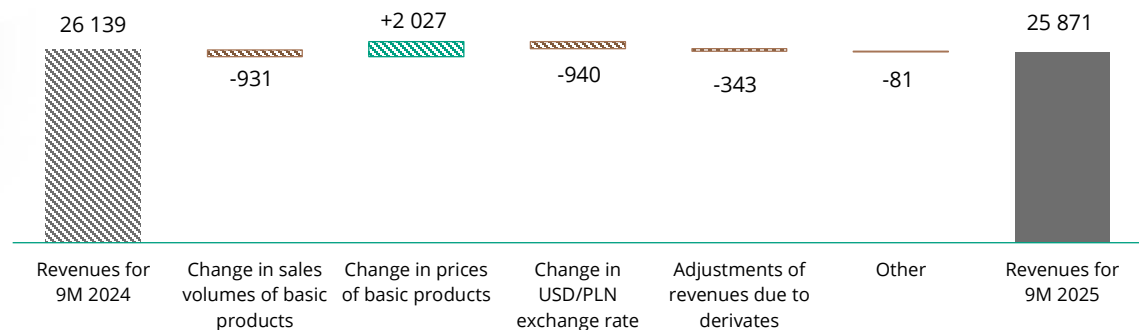 26 139
-931
+2 027
-940
-343
-81
25 871
Revenues for
9M 2024
Change in sales
volumes of basic
products
Change in prices
of basic products
Change in
USD/PLN
exchange rate
Adjustments of
revenues due to
derivates
Other
Revenues for
9M 2025